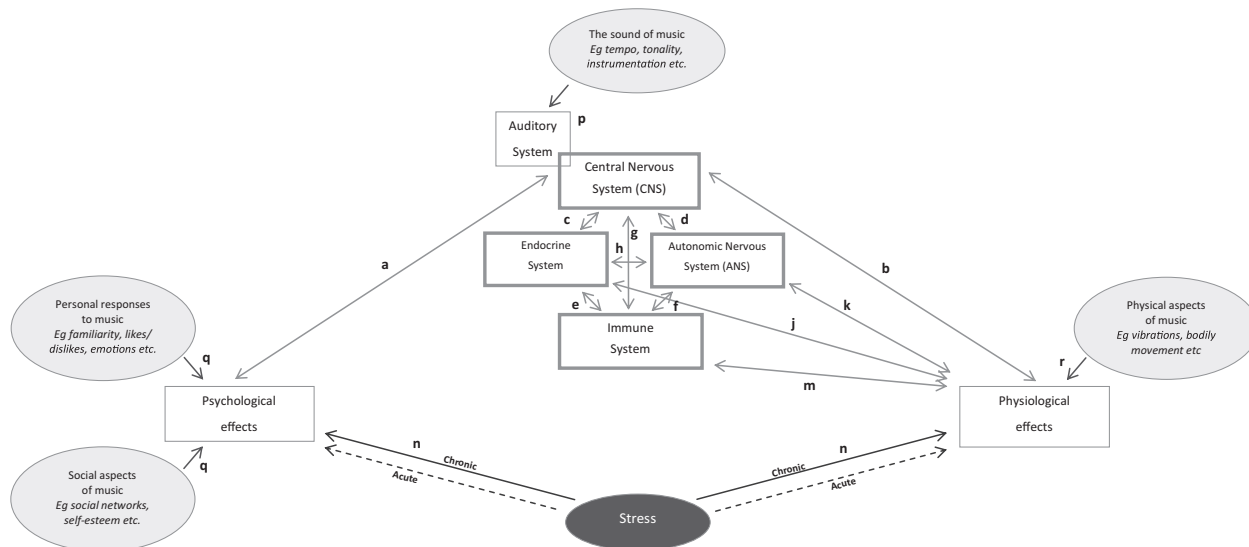 The sound of music
Eg tempo, tonality,
instrumentation etc.
p
Auditory
System
Central Nervous
System (CNS)
c
d
g
h
Endocrine
System
Autonomic Nervous
System (ANS)
a
b
e
f
k
j
Immune
System
m
Personal responses
to music
Eg familiarity, likes/
dislikes, emotions etc.
q
Physical aspects
of music
Eg vibrations, bodily
movement etc
r
Psychological
effects
Physiological
effects
n
Chronic
Acute
n
Chronic
Acute
q
Social aspects
of music
Eg social networks,
self-esteem etc.
Stress